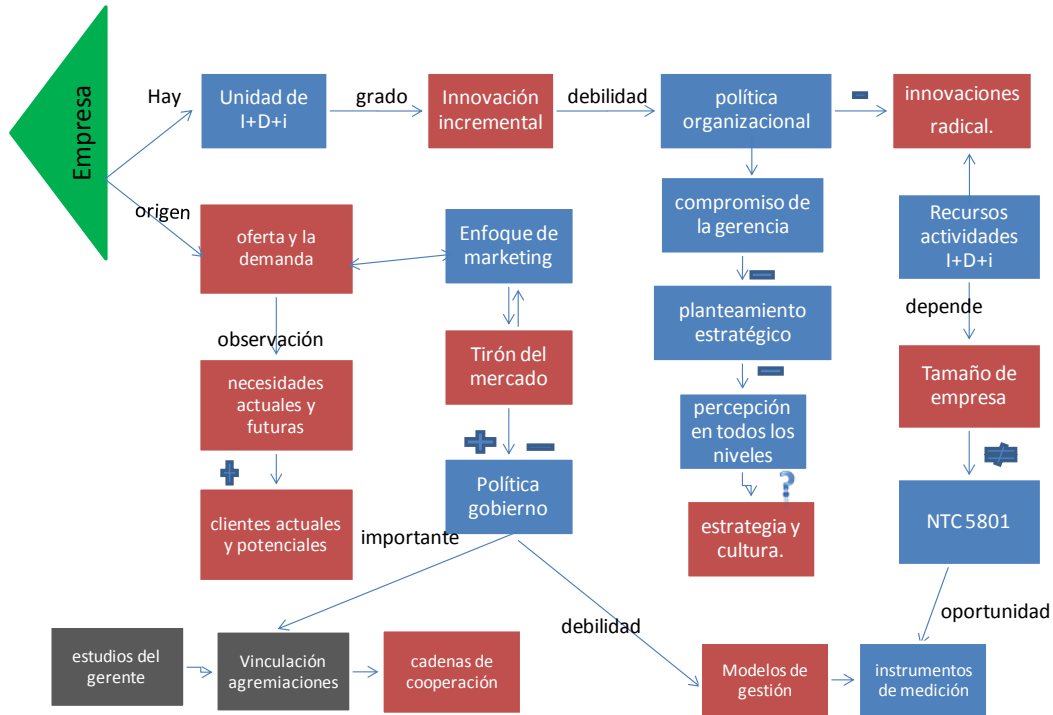 Empresa
Hay
Unidad de
I+D+i
grado
Innovación
incremental
debilidad
política
organizacional
innovaciones
radical.
origen
oferta y la
demanda
Enfoque de
marketing
compromiso de
la gerencia
Recursos
actividades
I+D+i
observación
Tirón del
mercado
planteamiento
estratégico
depende
necesidades
actuales y
futuras
percepción
en todos los
niveles
?
Tamaño de
empresa
clientes actuales
y potenciales
Política
gobierno
estrategia y
cultura.
NTC 5801
importante
debilidad
oportunidad
estudios del
gerente
Vinculación
agremiaciones
cadenas de
cooperación
Modelos de
gestión
instrumentos
de medición